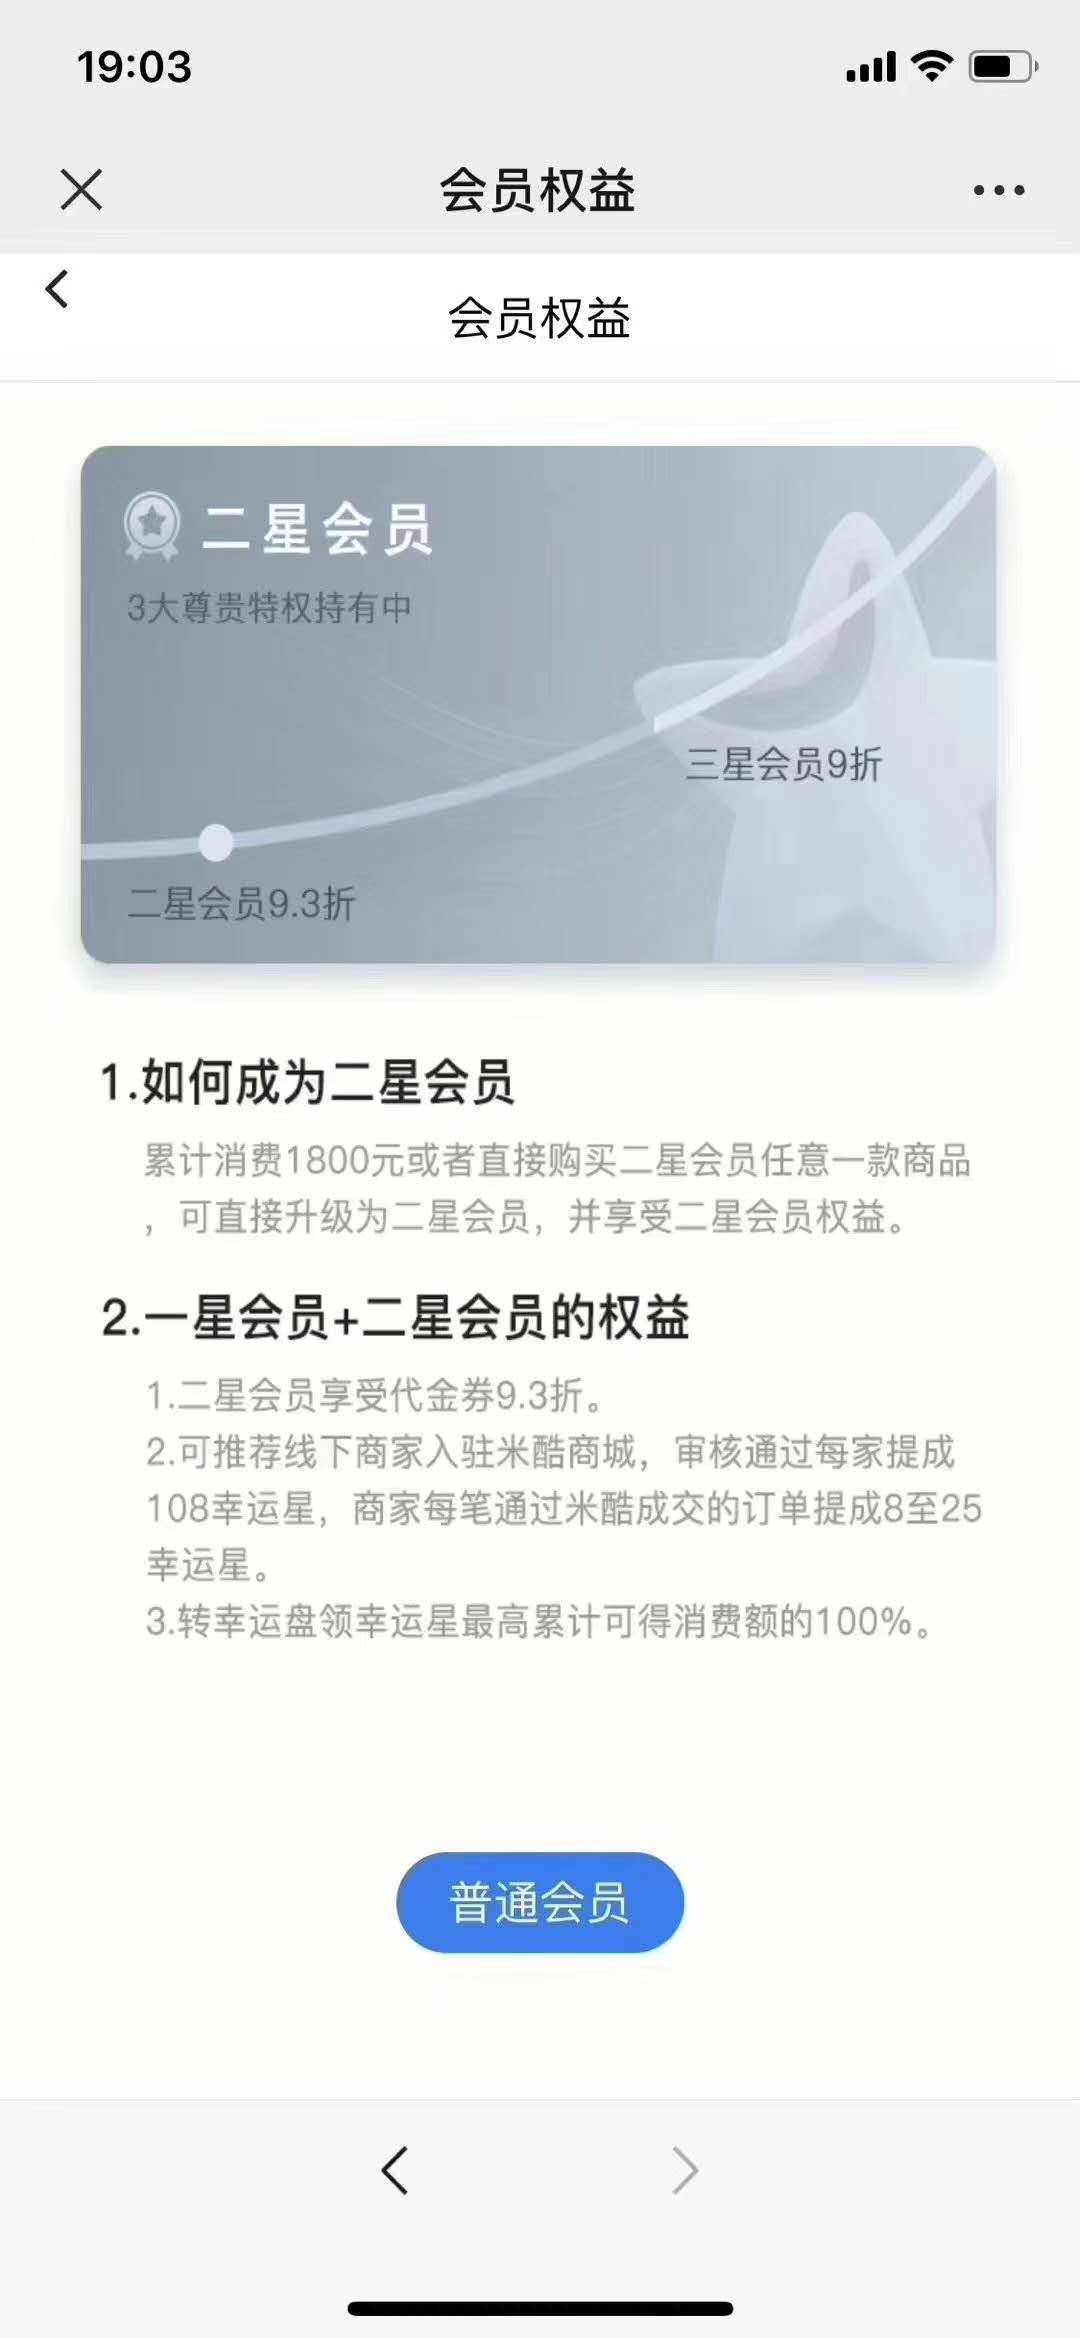 19:03
会员权益
会员权益
二星会员
3大尊贵特权持有中
三星会员9折
二星会员9.3折
1.如何成为二星会员
累计消费1800元或者直接购买二星会员任意一款商品
，可直接升级为二星会员，并享受二星会员权益。
2.一星会员+二星会员的权益
1.二星会员享受代金券9.3折。
2.可推荐线下商家入驻米酷商城，审核通过每家提成
108幸运星，商家每笔通过米酷成交的订单提成8至25
幸运星。
3.转幸运盘领幸运星最高累计可得消费额的100%。
普通会员